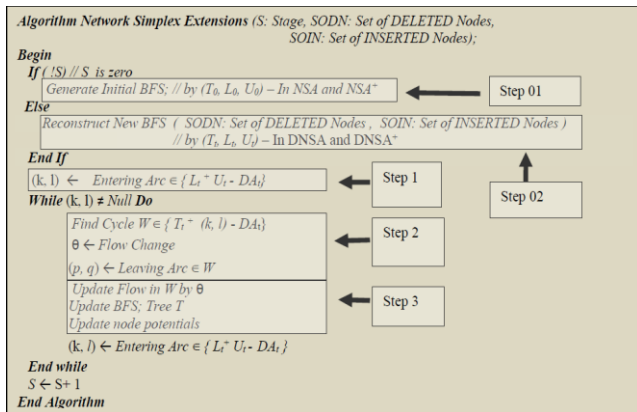 Algorithm Network Simplex Extensions (S: Stage, SODN: Set of DELETED Nodes,
SOIN: Set of INSERTED Nodes);
Begin
If ( !S) // S is zero
Generate Initial BFS; // by (T0, L0, U0) – In NSA and NSA+
Step 01
Else
Reconstruct New BFS ( SODN: Set of DELETED Nodes , SOIN: Set of INSERTED Nodes )
// by (Tt, Lt, Ut) – In DNSA and DNSA+
End If
Step 02
(k, l) ← Entering Arc ∈ { Lt+ Ut - DAt}
Step 1
While (k, l) ≠ Null Do
Find Cycle W ∈ { Tt+ (k, l) - DAt}
θ ← Flow Change
(p, q) ← Leaving Arc ∈ W
Step 2
Update Flow in W by θ
Update BFS; Tree T
Update node potentials
Step 3
(k, l) ← Entering Arc ∈ { Lt+ Ut - DAt }
End while
S ← S+ 1
End Algorithm